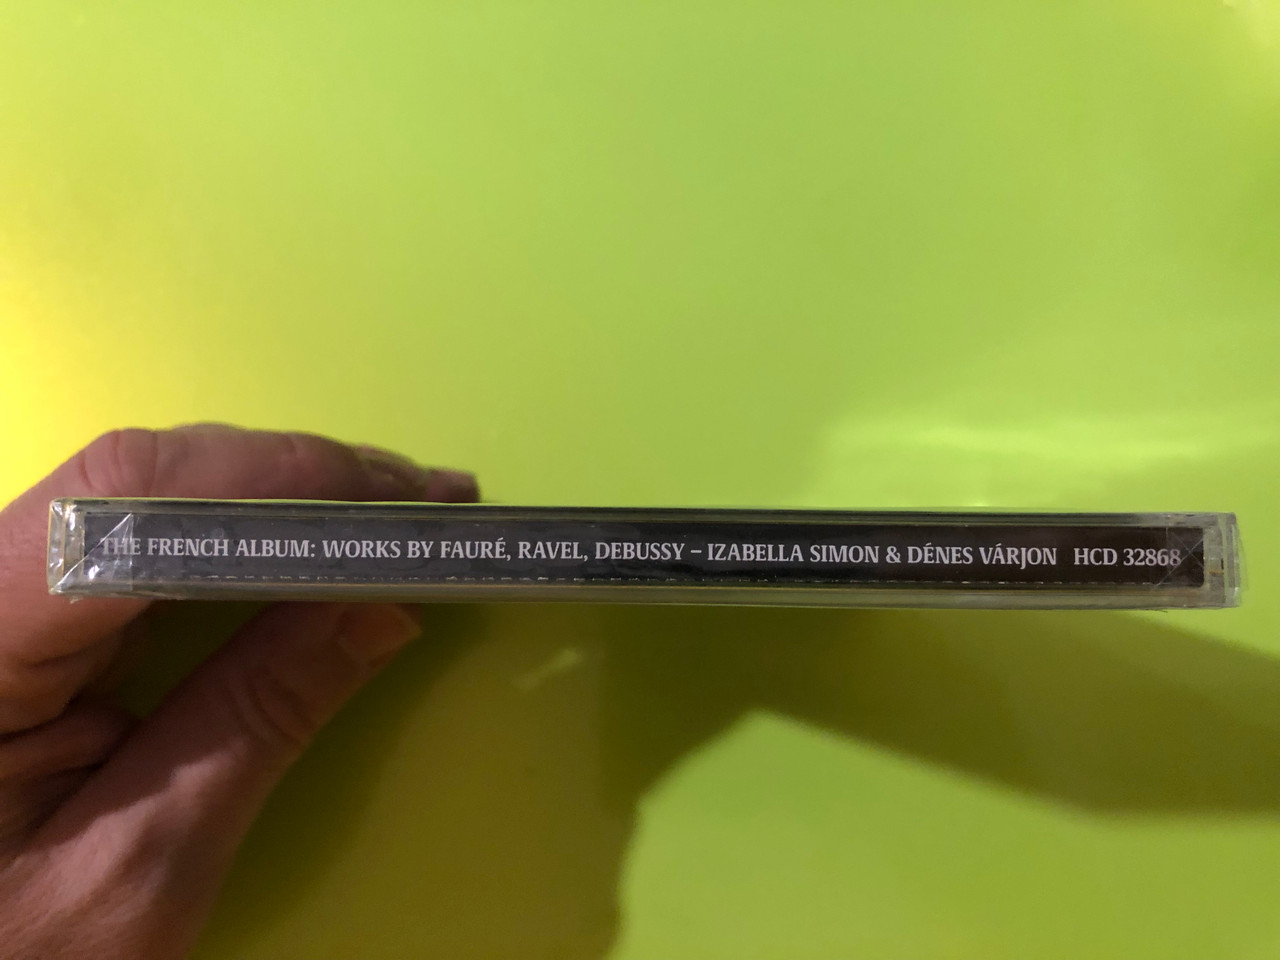 THE FRENCH ALBUM: WORKS BY FAURÉ, RAVEL, DEBUSSY – IZABELLA SIMON & DÉNES VÁRJON HCD 32868